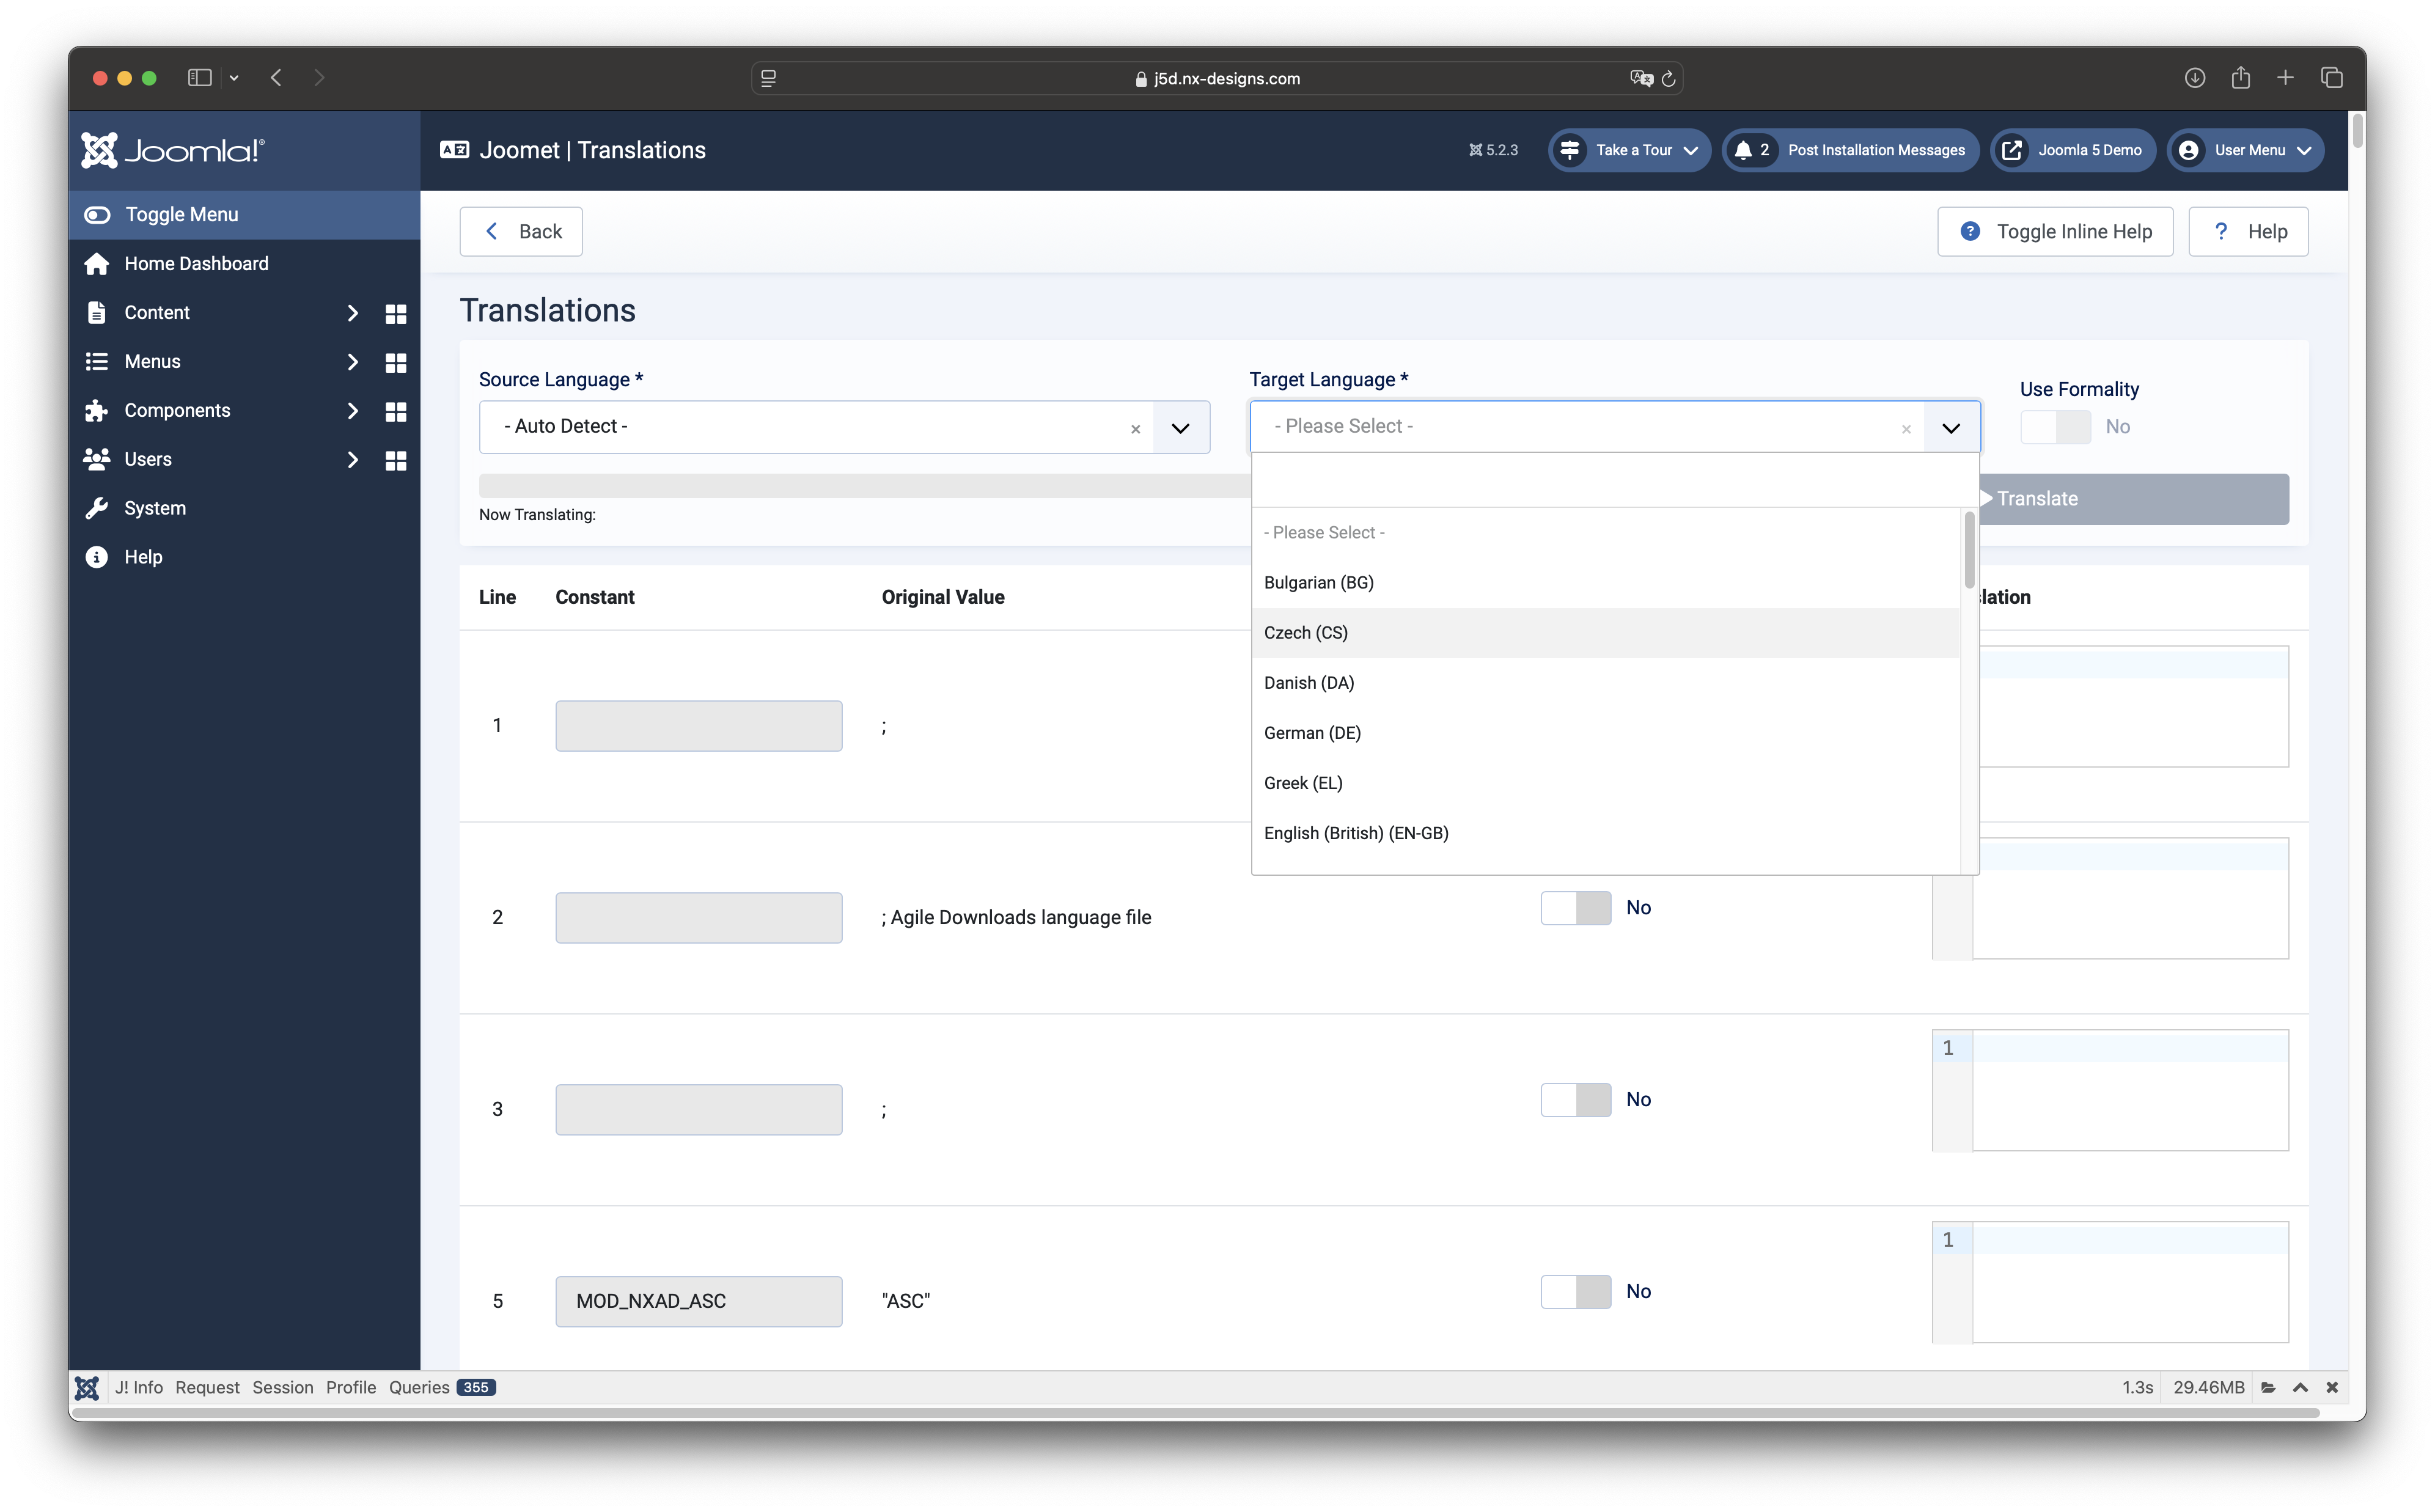 j5d.nx-designs.com
Joomla!®
Joomet | Translations
5.2.3
Take a Tour
2 Post Installation Messages
Joomla 5 Demo
User Menu
Toggle Menu
Home Dashboard
Content
Menus
Components
Users
System
Help
Back
? Toggle Inline Help
? Help
Translations
Source Language *
- Auto Detect -
Target Language *
- Please Select -
Use Formality
No
Now Translating:
Translate
- Please Select -
Bulgarian (BG)
Czech (CS)
Danish (DA)
German (DE)
Greek (EL)
English (British) (EN-GB)
Line Constant Original Value lation
1 ;
2 ; Agile Downloads language file No
3 ; No 1
5 MOD_NXAD_ASC "ASC" No 1
J! Info Request Session Profile Queries 355 1.3s 29.46MB